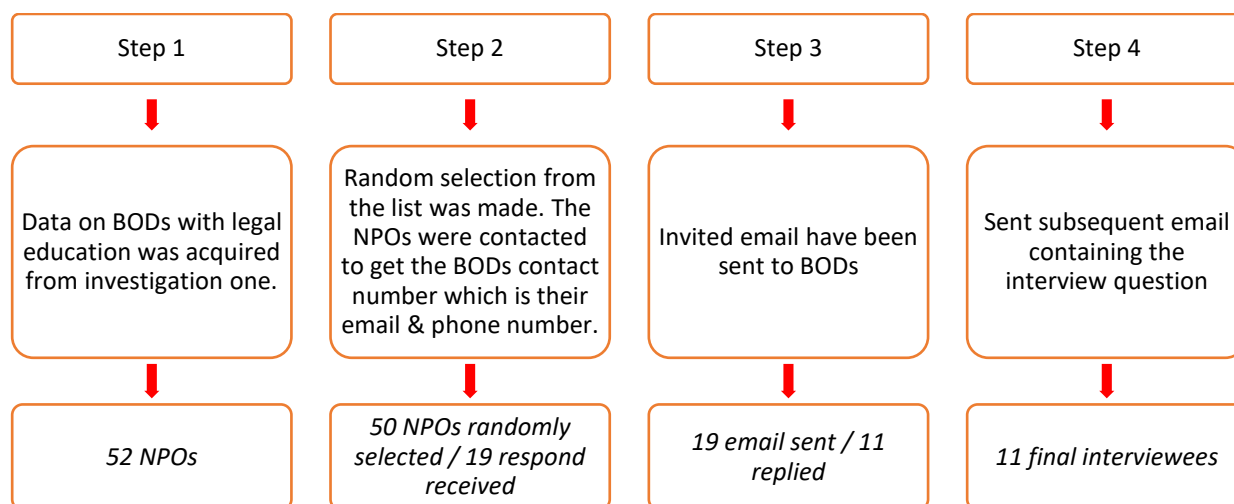 Step 1
Step 2
Step 3
Step 4
Data on BODs with legal
education was acquired
from investigation one.
Random selection from
the list was made. The
NPOs were contacted
to get the BODs contact
number which is their
email & phone number.
Invited email have been
sent to BODs
Sent subsequent email
containing the
interview question
52 NPOs
50 NPOs randomly
selected / 19 respond
received
19 email sent / 11
replied
11 final interviewees